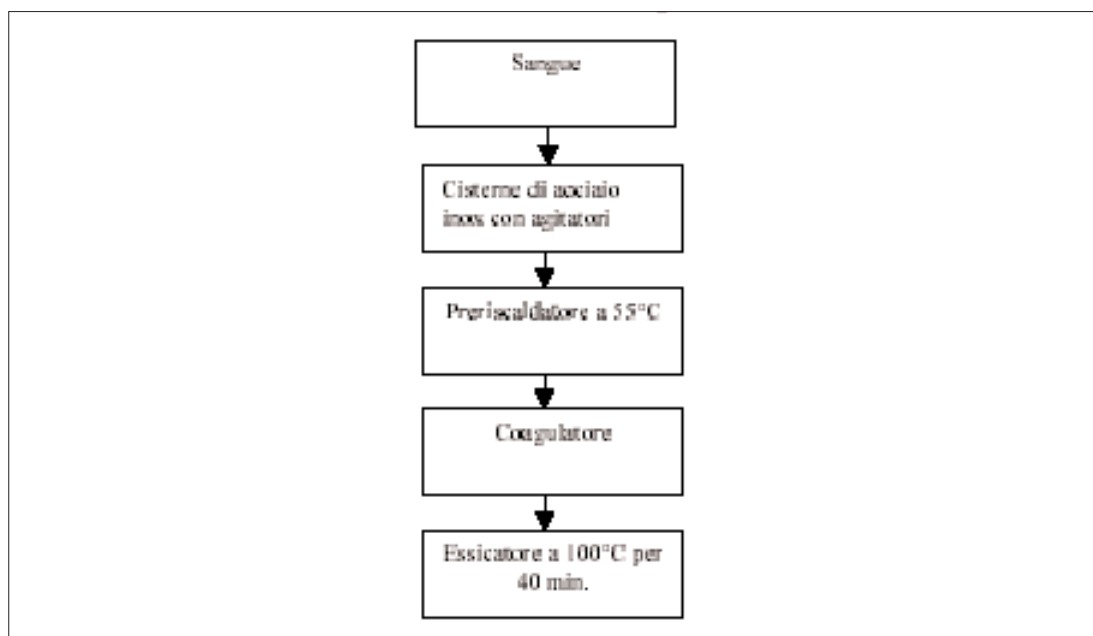 Sangue
Cisterne di acciaio
inox con agitatori
Preriscaldatore a 55°C
Coagulatore
Essicatore a 100°C per
40 min.